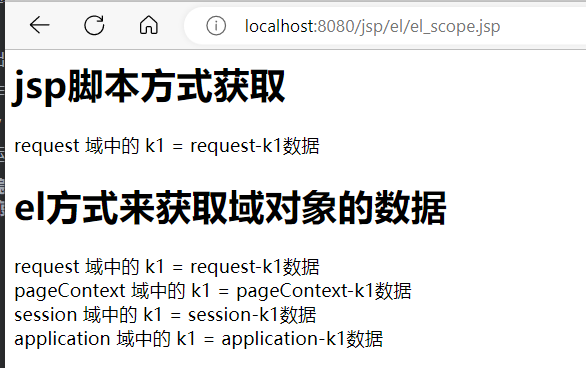 localhost:8080/jsp/el/el_scope.jsp
jsp脚本方式获取
request 域中的 k1 = request-k1数据
el方式来获取域对象的数据
request 域中的 k1 = request-k1数据
pageContext 域中的 k1 = pageContext-k1数据
session 域中的 k1 = session-k1数据
application 域中的 k1 = application-k1数据